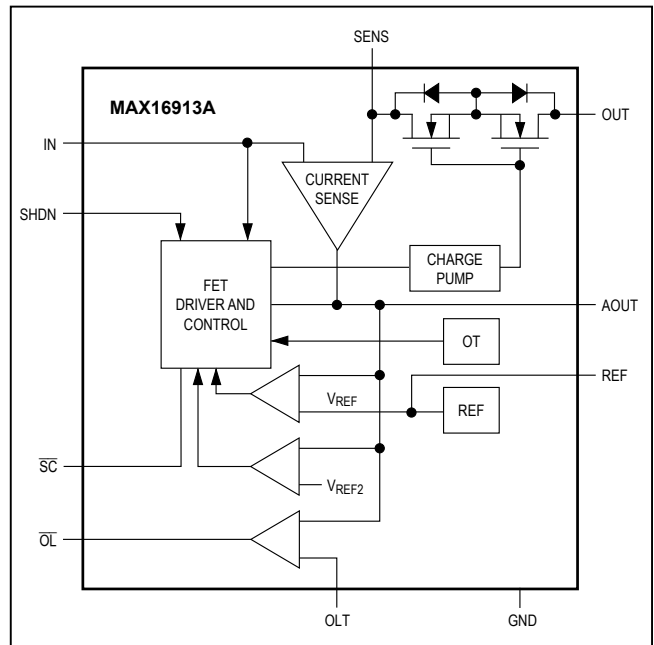 SENS
MAX16913A
OUT
IN
CURRENT
SENSE
SHDN
FET
DRIVER AND
CONTROL
CHARGE
PUMP
AOUT
OT
REF
VREF
REF
SC
VREF2
OL
OLT
GND